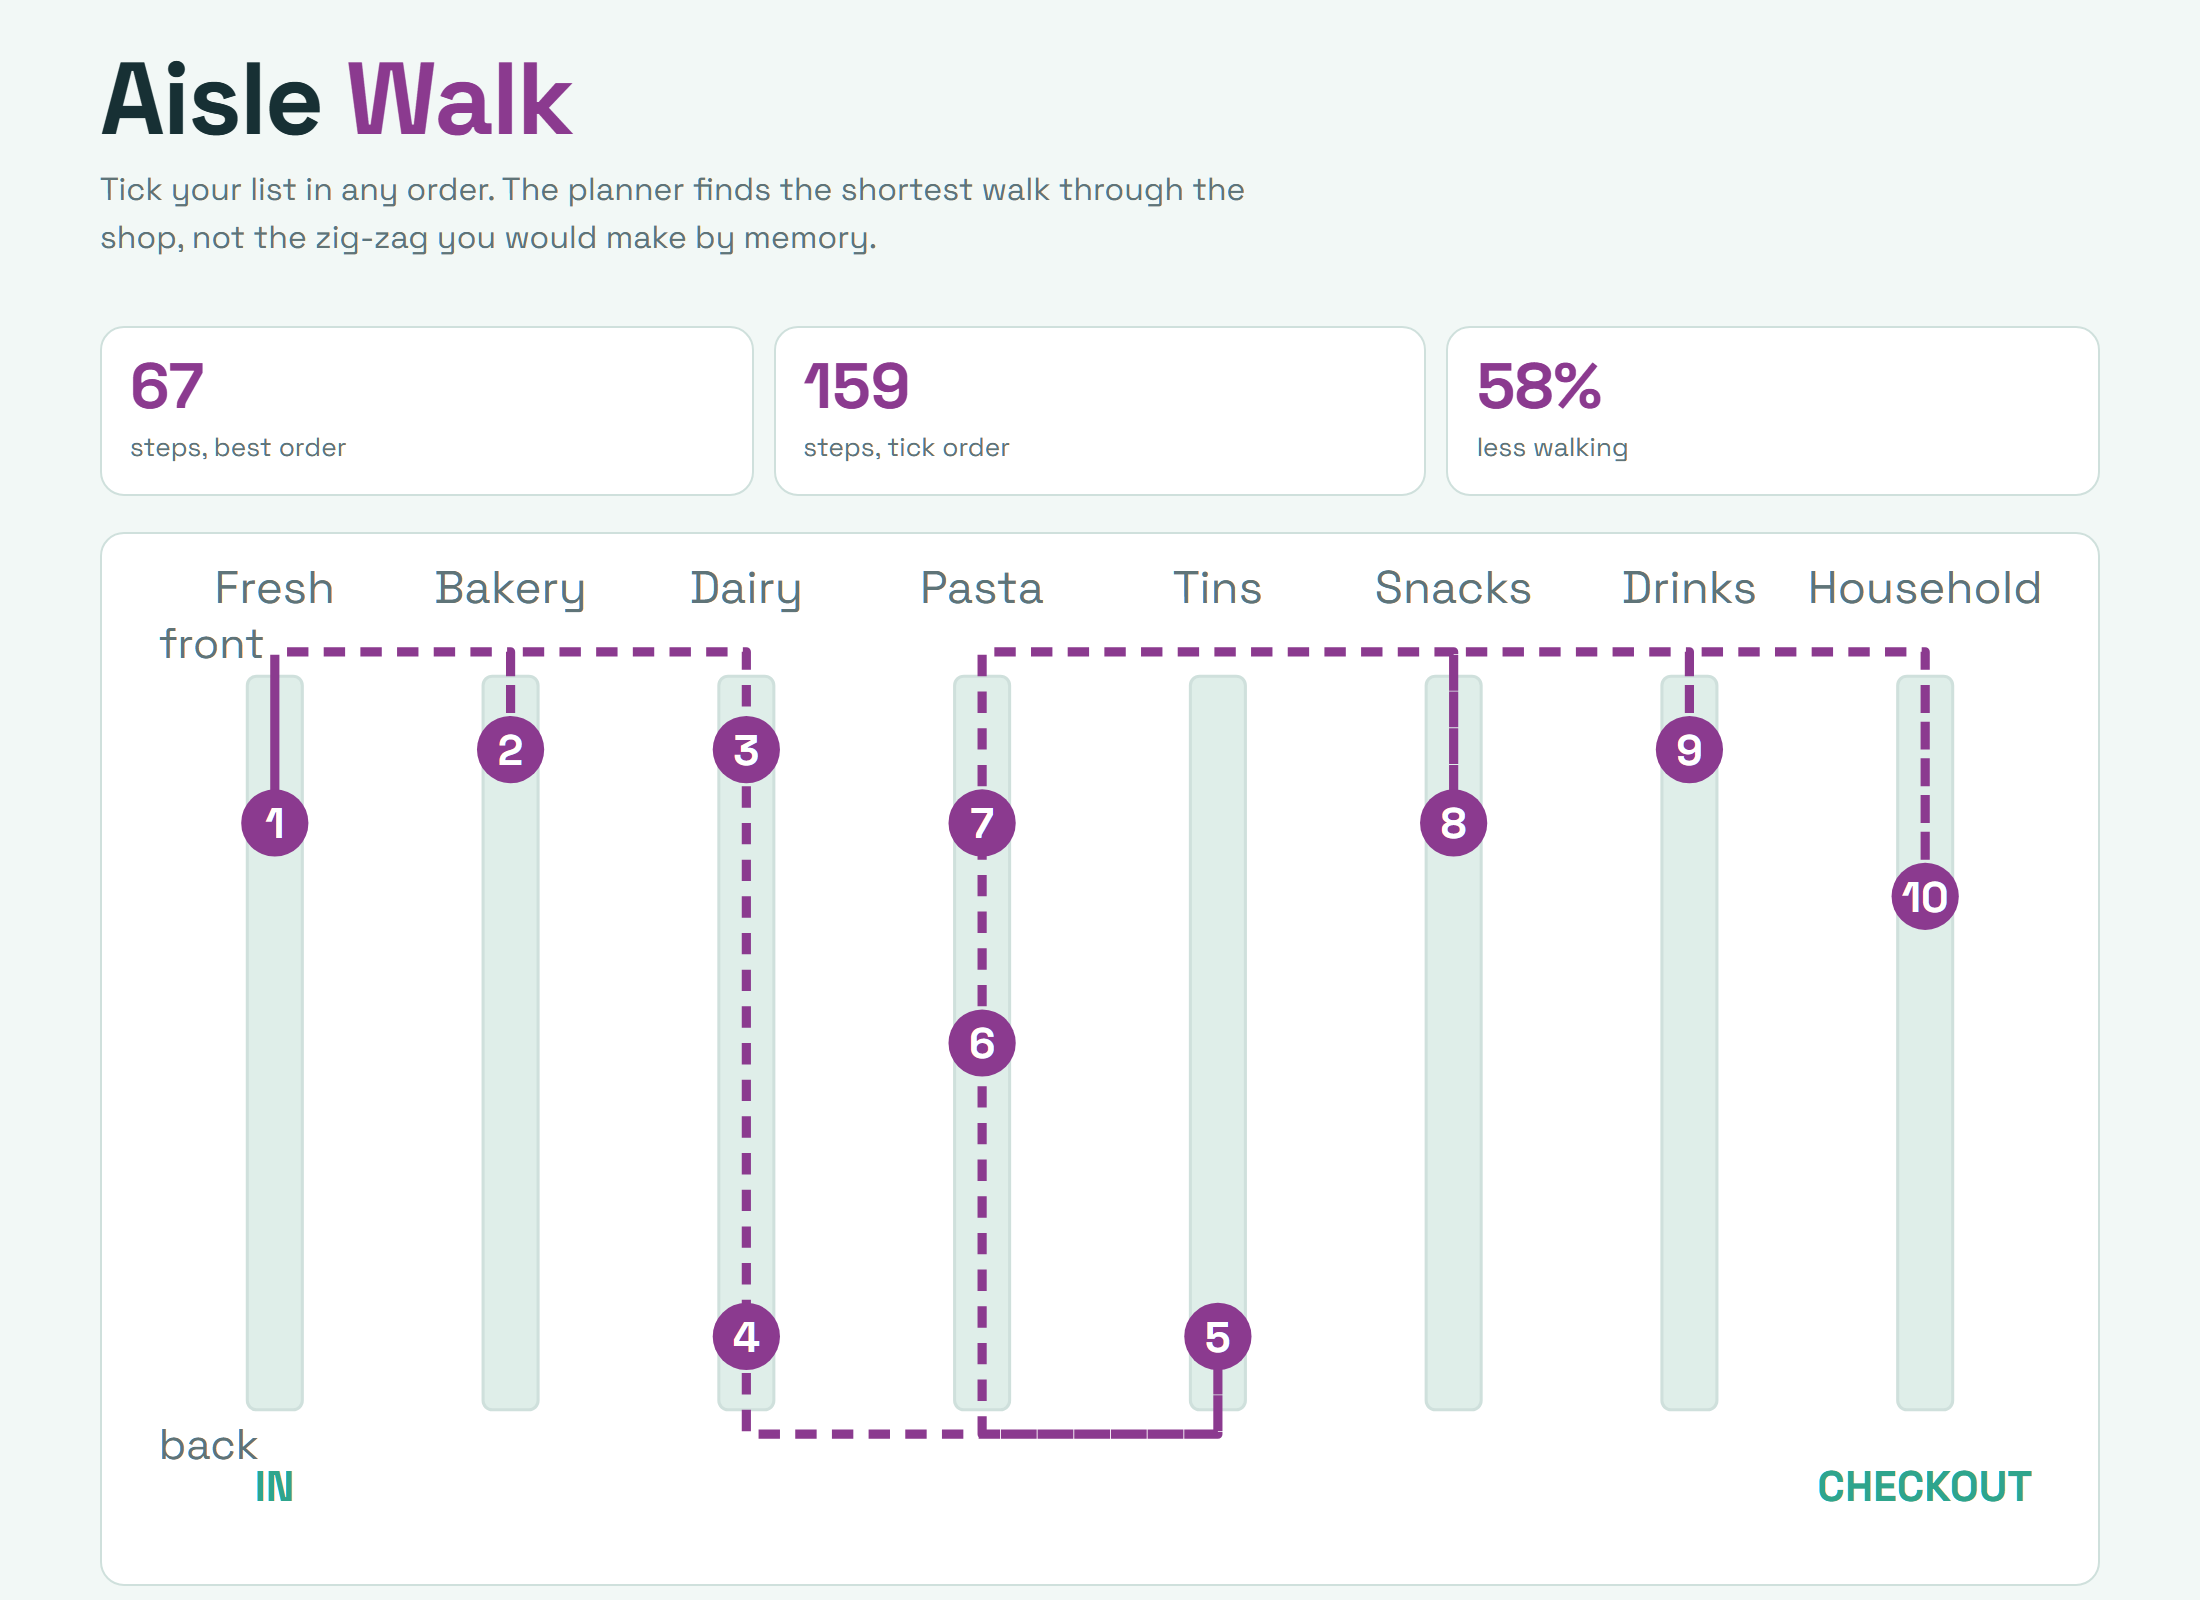 Aisle Walk
Tick your list in any order. The planner finds the shortest walk through the
shop, not the zig-zag you would make by memory.
67
steps, best order
159
steps, tick order
58%
less walking
Fresh Bakery Dairy Pasta Tins Snacks Drinks Household
front
2 3 9
1 7 8
10
6
4 5
back
IN CHECKOUT